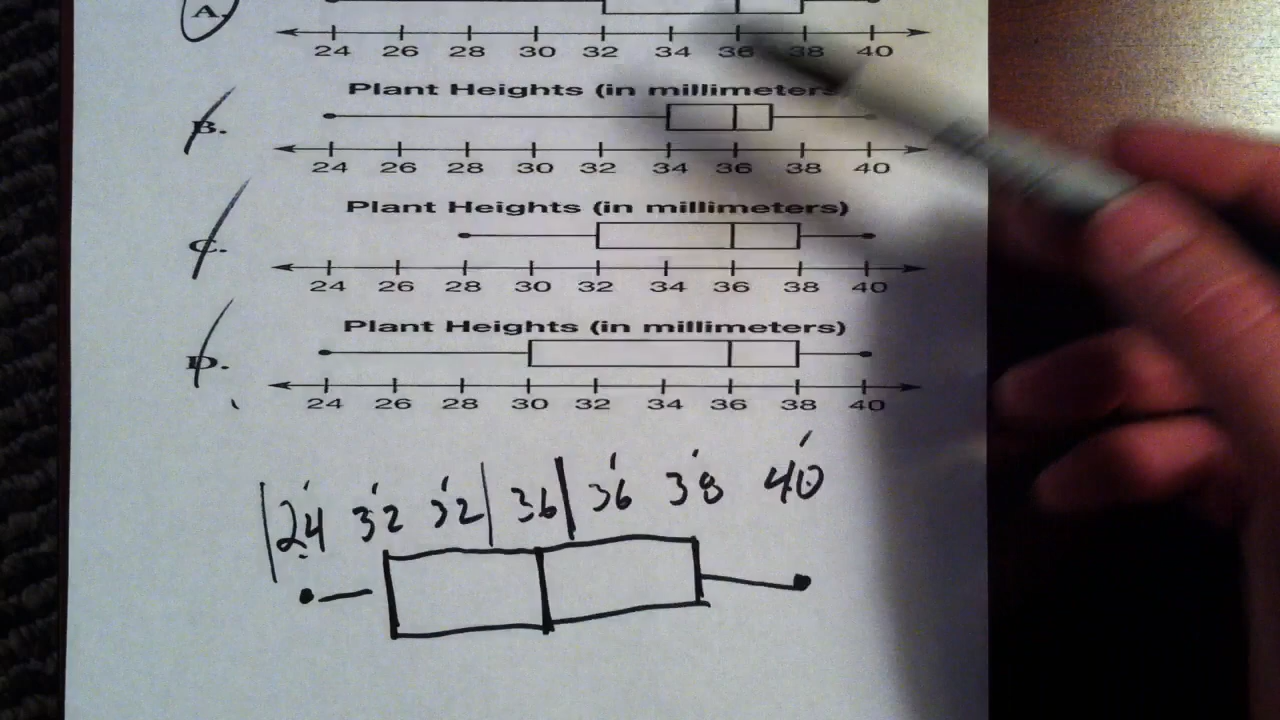 A.
24 26 28 30 32 34 36 38 40
Plant Heights (in millimeters
B.
24 26 28 30 32 34 36 38 40
Plant Heights (in millimeters)
C.
24 26 28 30 32 34 36 38 40
Plant Heights (in millimeters)
D.
24 26 28 30 32 34 36 38 40
24 32 32 36 36 38 40